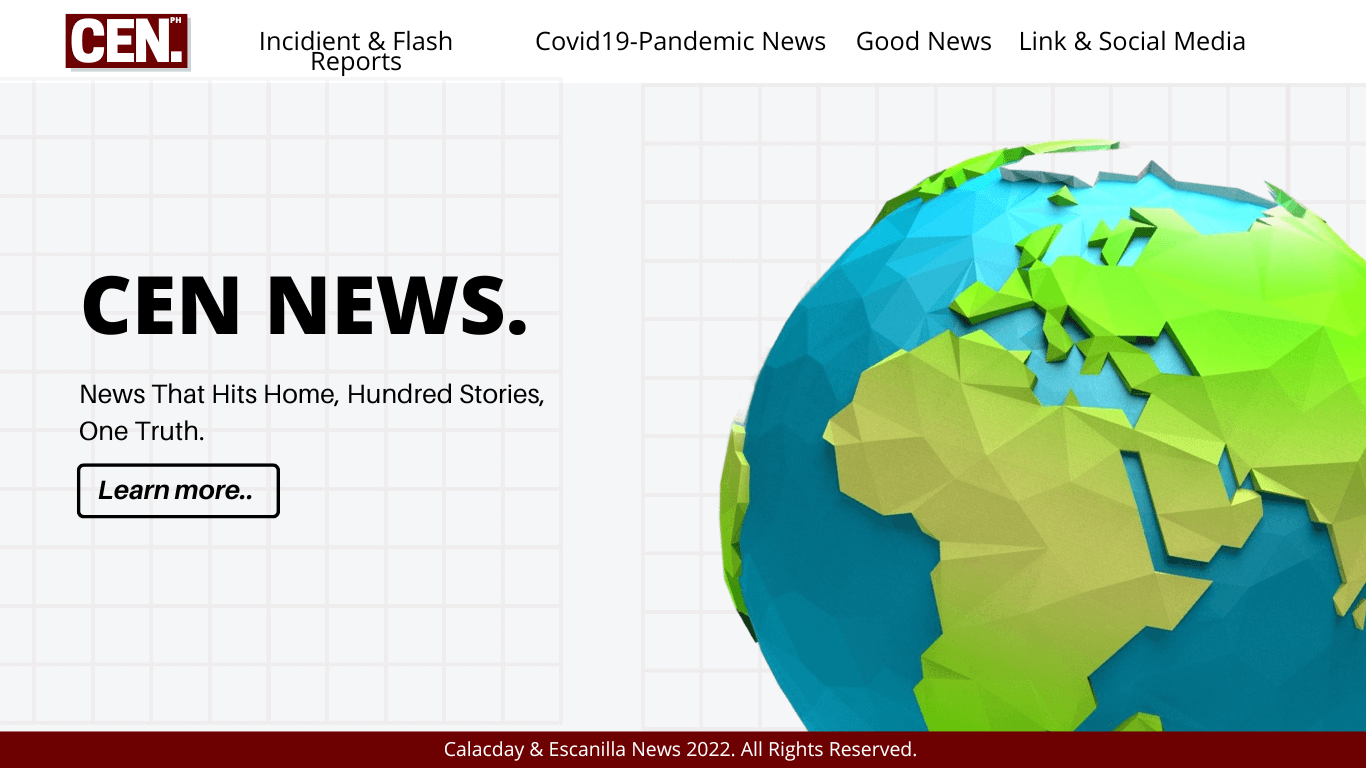 CEN.
PH
Incidient & Flash
Reports
Covid19-Pandemic News
Good News
Link & Social Media
CEN NEWS.
News That Hits Home, Hundred Stories,
One Truth.
Learn more..
Calacday & Escanilla News 2022. All Rights Reserved.